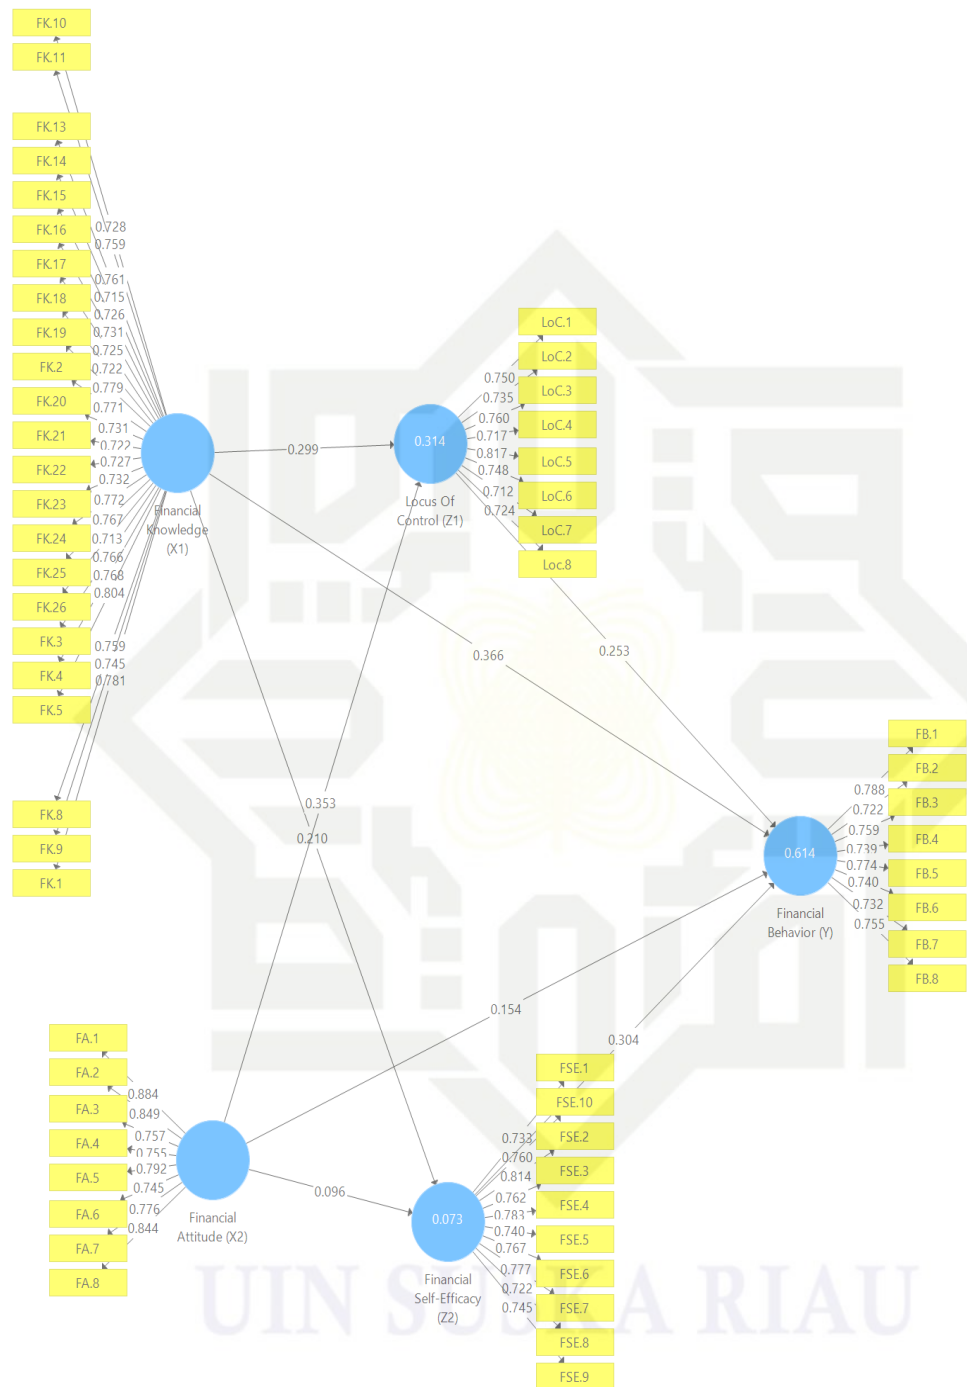 FK.10
FK.11
FK.13
FK.14
FK.15
FK.16
FK.17
FK.18
FK.19
FK.2
FK.20
FK.21
FK.22
FK.23
FK.24
FK.25
FK.26
FK.3
FK.4
FK.5
FK.8
FK.9
FK.1
0.728
0.759
0.761
0.715
0.726
0.731
0.725
0.722
0.779
0.771
0.731
0.722
0.727
0.732
0.772
0.767
0.713
0.766
0.768
0.804
0.759
0.745
0.781
Financial
Knowledge
(X1)
0.299
0.314
Locus Of
Control (Z1)
0.750
0.735
0.760
0.717
0.817
0.748
0.712
0.724
LoC.1
LoC.2
LoC.3
LoC.4
LoC.5
LoC.6
LoC.7
Loc.8
0.366
0.253
0.353
0.210
0.614
Financial
Behavior (Y)
0.788
0.722
0.759
0.739
0.774
0.740
0.732
0.755
FB.1
FB.2
FB.3
FB.4
FB.5
FB.6
FB.7
FB.8
0.154
0.304
FA.1
FA.2
FA.3
FA.4
FA.5
FA.6
FA.7
FA.8
0.884
0.849
0.757
0.755
0.792
0.745
0.776
0.844
Financial
Attitude (X2)
0.096
0.073
Financial
Self-Efficacy
(Z2)
0.733
0.760
0.814
0.762
0.783
0.740
0.767
0.777
0.722
0.745
FSE.1
FSE.10
FSE.2
FSE.3
FSE.4
FSE.5
FSE.6
FSE.7
FSE.8
FSE.9
UIN SUSKA RIAU